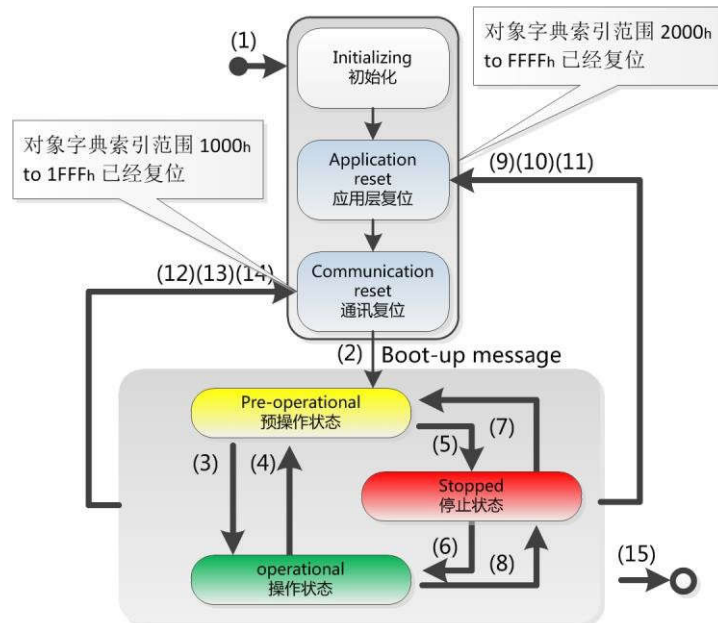 (1)
Initializing
初始化
对象字典索引范围 2000h
to FFFFh 已经复位
对象字典索引范围 1000h
to 1FFFh 已经复位
Application
reset
应用层复位
(9)(10)(11)
Communication
reset
通讯复位
(12)(13)(14)
(2)
Boot-up message
Pre-operational
预操作状态
(7)
(5)
(3)
(4)
Stopped
停止状态
(6)
(8)
operational
操作状态
(15)